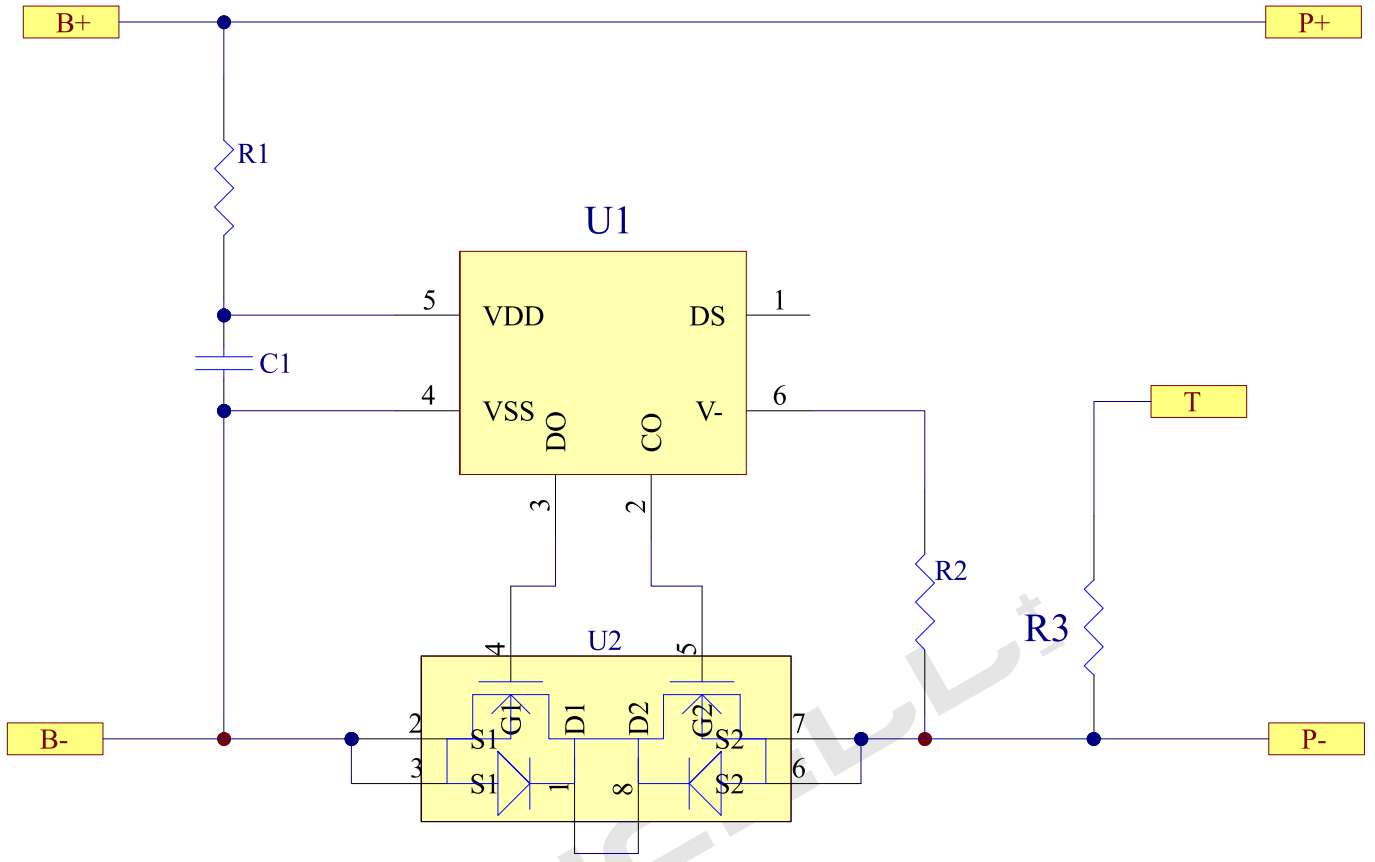 B+
P+
R1
U1
5
VDD
DS
1
C1
4
VSS
DO
CO
V-
6
T
3
2
R2
R3
U2
4
5
G1
D1
D2
G2
2
S1
S2
7
B-
P-
3
S1
1
8
S2
6